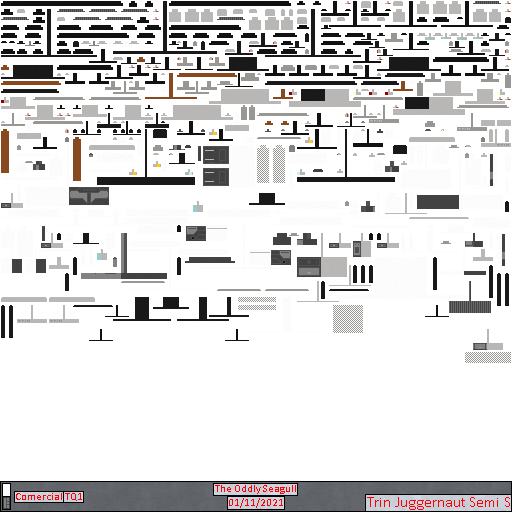 The Oddly Seagull
Comercial TQ1
01/11/2021
Trin Juggernaut Semi S